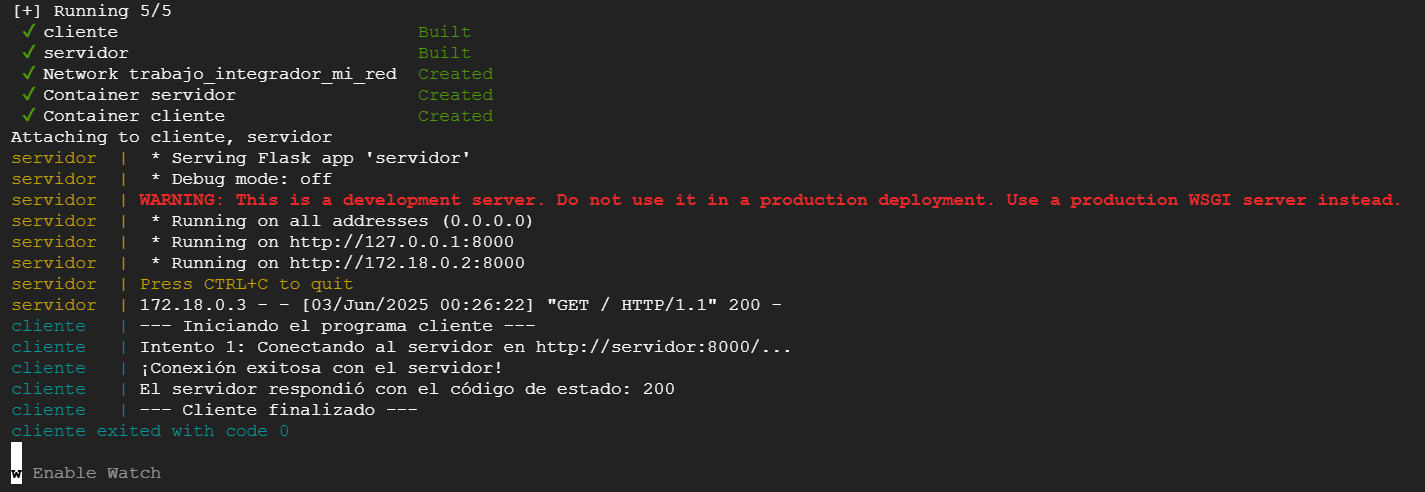 [+] Running 5/5
✓ cliente Built
✓ servidor Built
✓ Network trabajo_integrador_mi_red Created
✓ Container servidor Created
✓ Container cliente Created
Attaching to cliente, servidor
servidor | * Serving Flask app 'servidor'
servidor | * Debug mode: off
servidor | WARNING: This is a development server. Do not use it in a production deployment. Use a production WSGI server instead.
servidor | * Running on all addresses (0.0.0.0)
servidor | * Running on http://127.0.0.1:8000
servidor | * Running on http://172.18.0.2:8000
servidor | Press CTRL+C to quit
servidor | 172.18.0.3 - - [03/Jun/2025 00:26:22] "GET / HTTP/1.1" 200 -
cliente | --- Iniciando el programa cliente ---
cliente | Intento 1: Conectando al servidor en http://servidor:8000/...
cliente | ¡Conexión exitosa con el servidor!
cliente | El servidor respondió con el código de estado: 200
cliente | --- Cliente finalizado ---
cliente exited with code 0
w Enable Watch